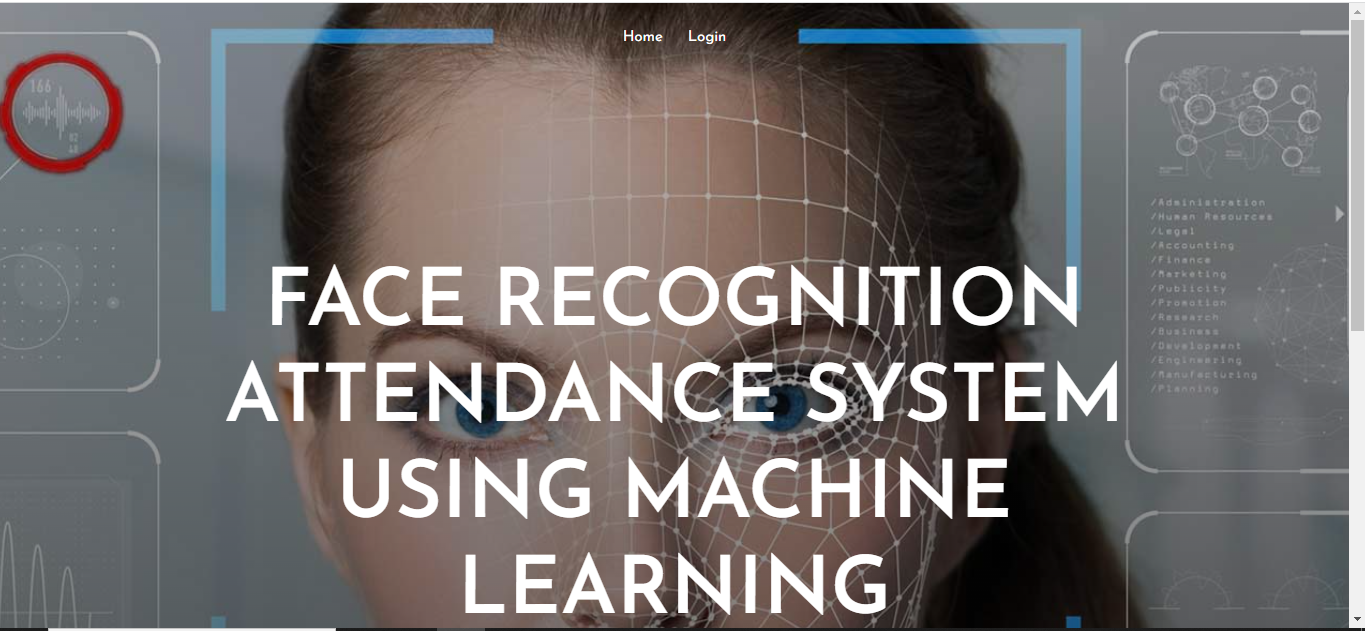 Home Login
166
/Administration
/Human Resources
/Legal
/Accounting
/Finance
/Marketing
/Publicity
/Promotion
/Research
/Business
/Development
/Engineering
/Manufacturing
/Planning
FACE RECOGNITION
ATTENDANCE SYSTEM
USING MACHINE
LEARNING